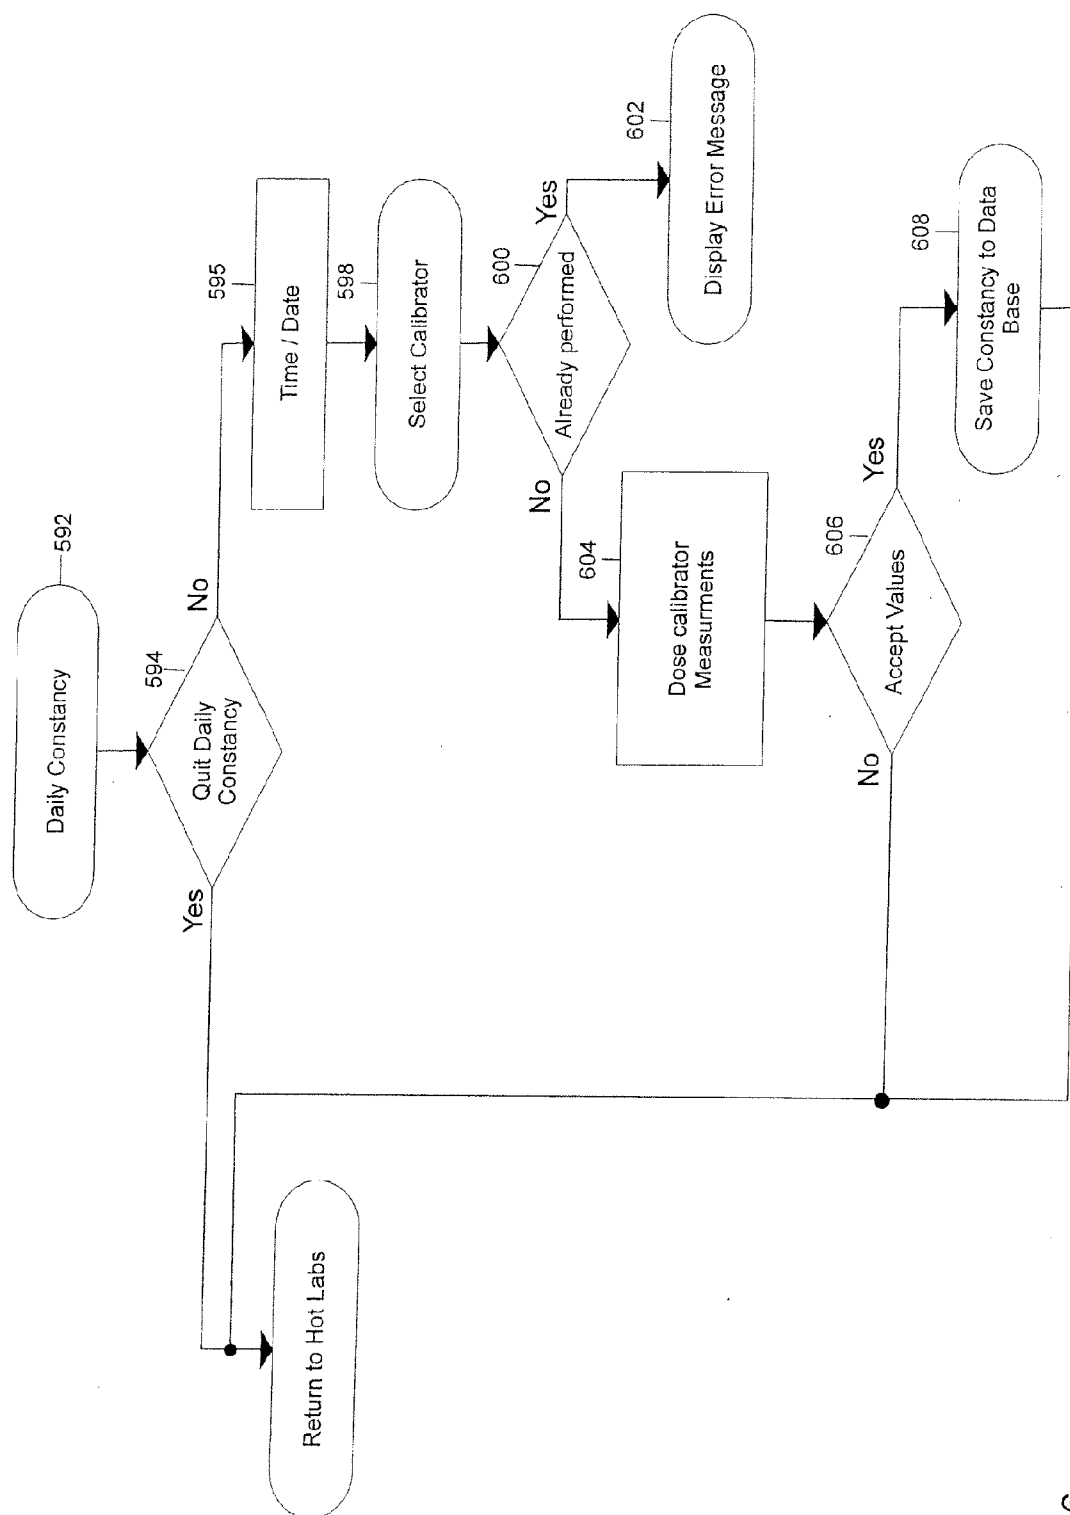 Daily Constancy
592
594
Quit Daily
Constancy
Yes
No
595
Time / Date
598
Select Calibrator
600
Already performed
Yes
No
602
Display Error Message
604
Dose calibrator
Measurments
606
Accept Values
Yes
No
608
Save Constancy to Data
Base
Return to Hot Labs